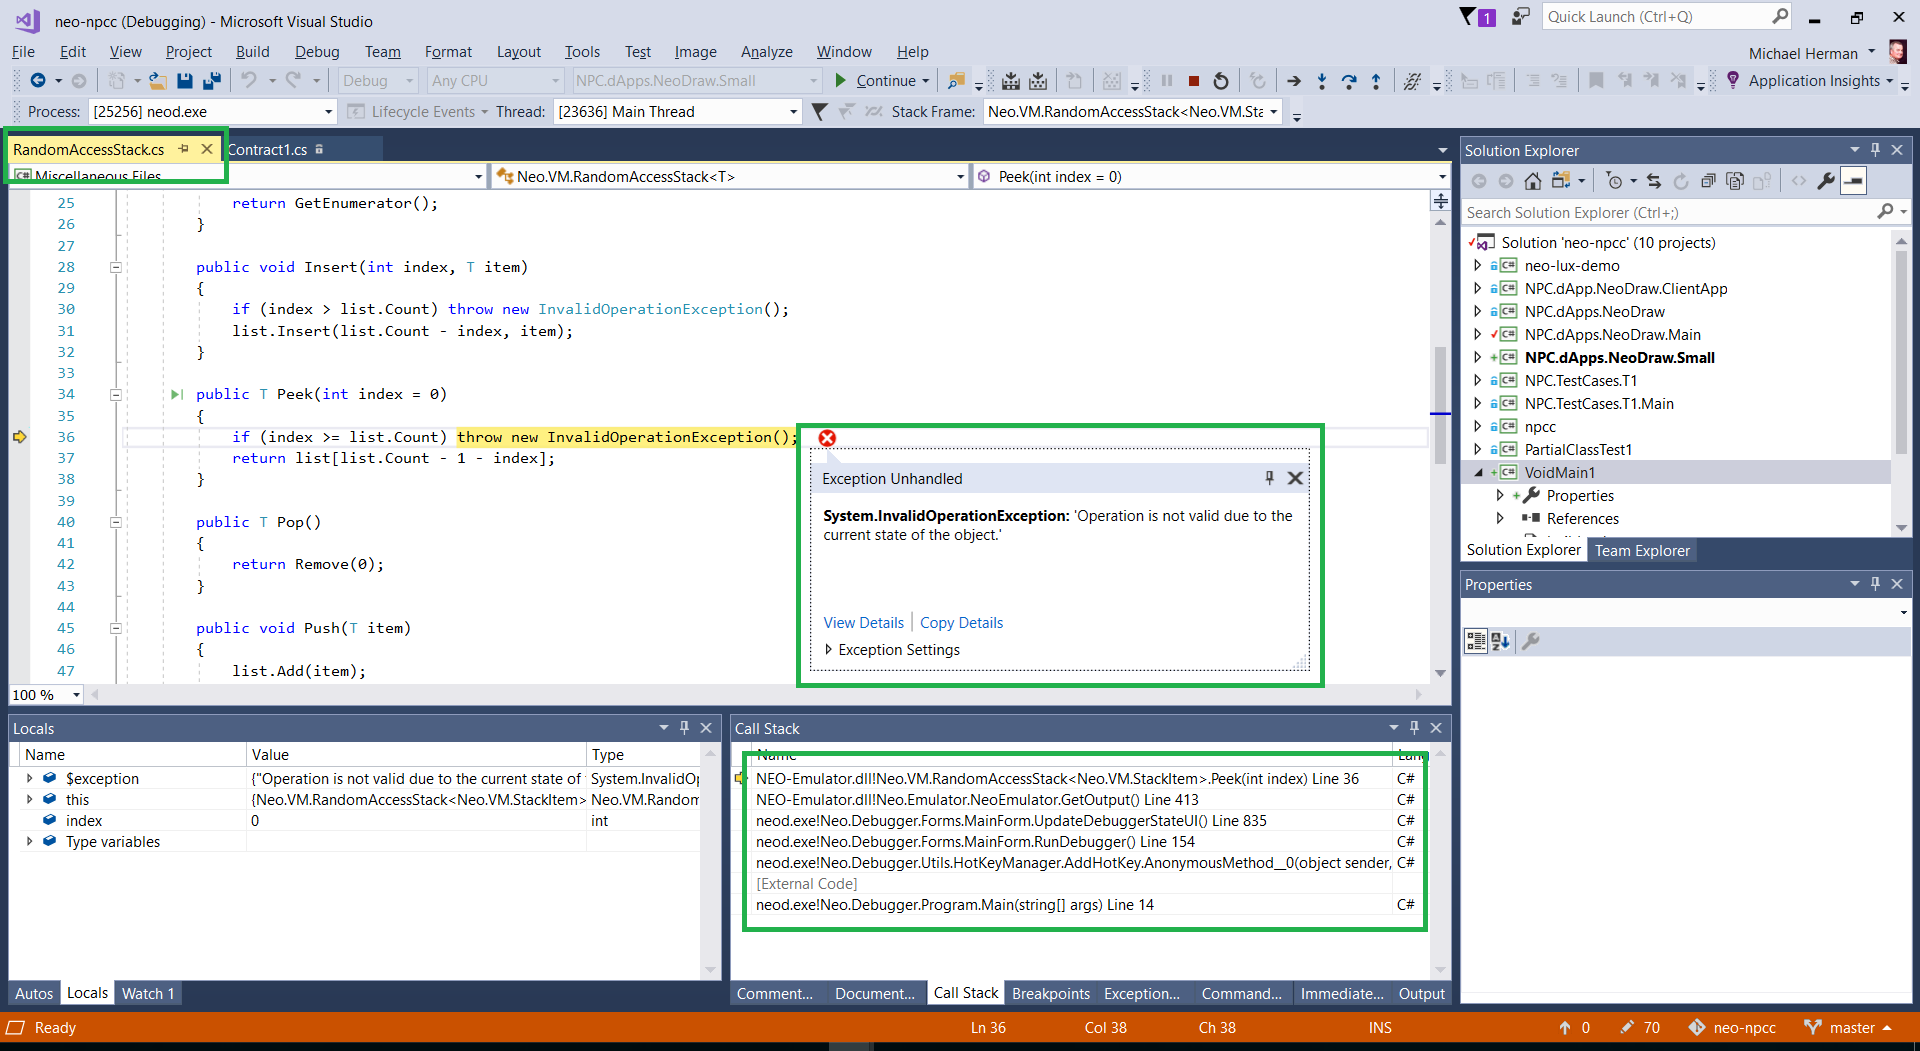 neo-npcc (Debugging) - Microsoft Visual Studio
1
Quick Launch (Ctrl+Q)
File Edit View Project Build Debug Team Format Layout Tools Test Image Analyze Window Help
Michael Herman
Debug Any CPU NPC.dApps.NeoDraw.Small Continue Application Insights
Process: [25256] neod.exe Lifecycle Events Thread: [23636] Main Thread Stack Frame: Neo.VM.RandomAccessStack<Neo.VM.Sta
RandomAccessStack.cs Contract1.cs
Miscellaneous Files Neo.VM.RandomAccessStack<T> Peek(int index = 0)
25 return GetEnumerator();
26 }
27
28 public void Insert(int index, T item)
29 {
30 if (index > list.Count) throw new InvalidOperationException();
31 list.Insert(list.Count - index, item);
32 }
33
34 public T Peek(int index = 0)
35 {
36 if (index >= list.Count) throw new InvalidOperationException();
37 return list[list.Count - 1 - index];
38 }
39
40 public T Pop()
41 {
42 return Remove(0);
43 }
44
45 public void Push(T item)
46 {
47 list.Add(item);
100 %
Exception Unhandled
System.InvalidOperationException: 'Operation is not valid due to the
current state of the object.'
View Details Copy Details
Exception Settings
Solution Explorer
Search Solution Explorer (Ctrl+;)
Solution 'neo-npcc' (10 projects)
C# neo-lux-demo
C# NPC.dApp.NeoDraw.ClientApp
C# NPC.dApps.NeoDraw
C# NPC.dApps.NeoDraw.Main
C# NPC.dApps.NeoDraw.Small
C# NPC.TestCases.T1
C# NPC.TestCases.T1.Main
C# npcc
C# PartialClassTest1
C# VoidMain1
Properties
References
Solution Explorer Team Explorer
Properties
Locals
Name Value Type
$exception {"Operation is not valid due to the current state of System.InvalidOp
this {Neo.VM.RandomAccessStack<Neo.VM.StackItem> Neo.VM.Random
index 0 int
Type variables
Autos Locals Watch 1
Call Stack
Name Lang
NEO-Emulator.dll!Neo.VM.RandomAccessStack<Neo.VM.StackItem>.Peek(int index) Line 36 C#
NEO-Emulator.dll!Neo.Emulator.NeoEmulator.GetOutput() Line 413 C#
neod.exe!Neo.Debugger.Forms.MainForm.UpdateDebuggerStateUI() Line 835 C#
neod.exe!Neo.Debugger.Forms.MainForm.RunDebugger() Line 154 C#
neod.exe!Neo.Debugger.Utils.HotKeyManager.AddHotKey.AnonymousMethod__0(object sender, C#
[External Code]
neod.exe!Neo.Debugger.Program.Main(string[] args) Line 14 C#
Comment... Document... Call Stack Breakpoints Exception... Command... Immediate... Output
Ready Ln 36 Col 38 Ch 38 INS 0 70 neo-npcc master